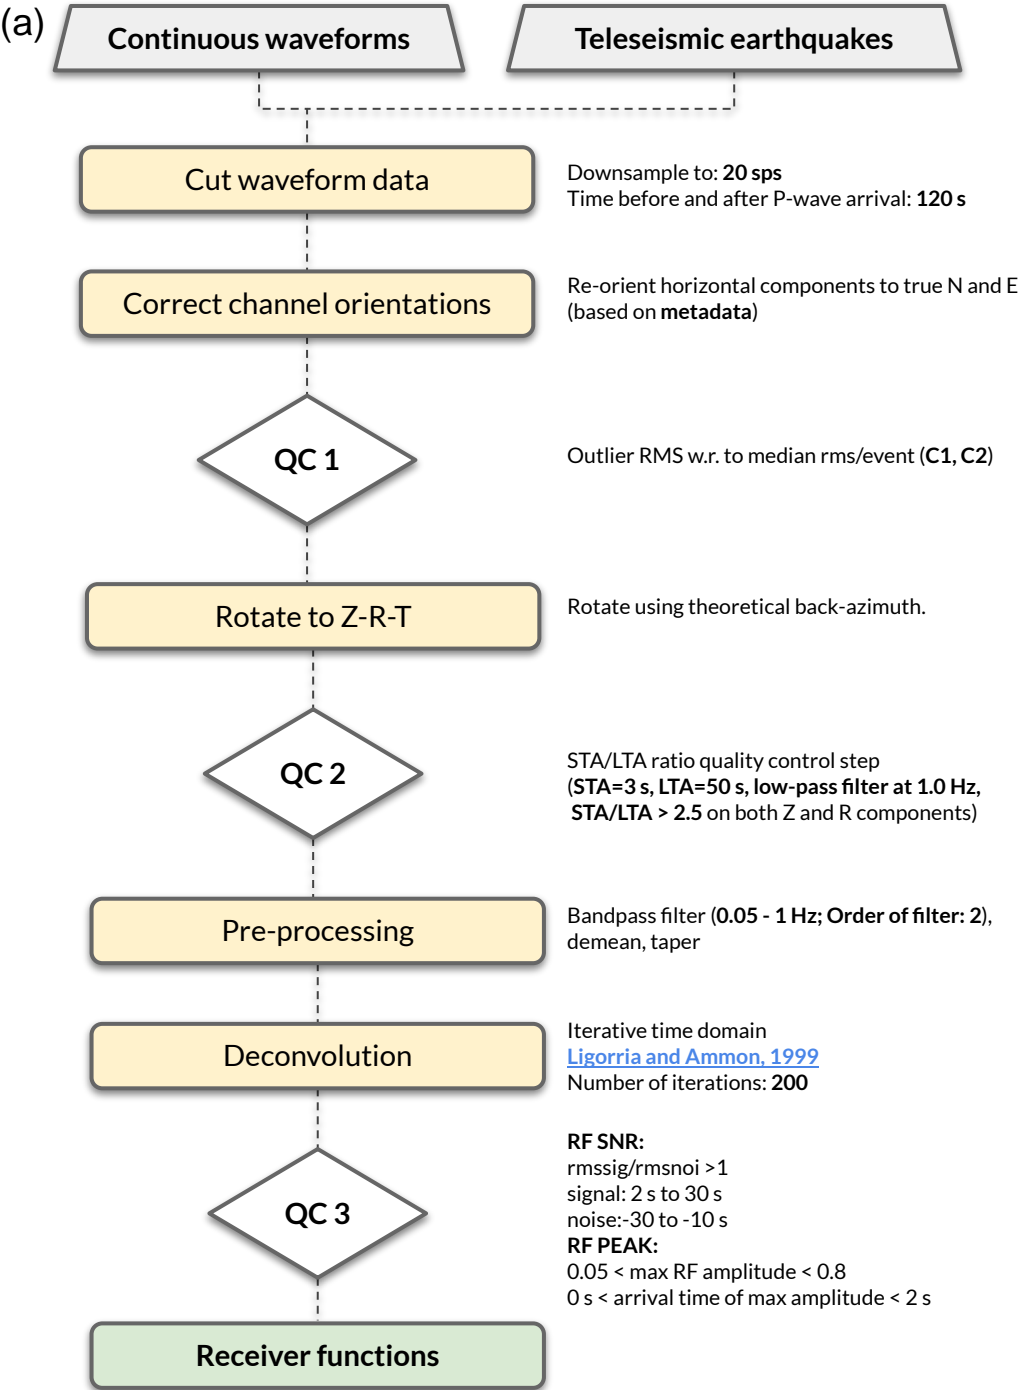 (a)
Continuous waveforms
Teleseismic earthquakes
Cut waveform data
Downsample to: 20 sps
Time before and after P-wave arrival: 120 s
Correct channel orientations
Re-orient horizontal components to true N and E
(based on metadata)
QC 1
Outlier RMS w.r. to median rms/event (C1, C2)
Rotate to Z-R-T
Rotate using theoretical back-azimuth.
QC 2
STA/LTA ratio quality control step
(STA=3 s, LTA=50 s, low-pass filter at 1.0 Hz,
STA/LTA > 2.5 on both Z and R components)
Pre-processing
Bandpass filter (0.05 - 1 Hz; Order of filter: 2),
demean, taper
Deconvolution
Iterative time domain
Ligorria and Ammon, 1999
Number of iterations: 200
QC 3
RF SNR:
rmssig/rmsnoi >1
signal: 2 s to 30 s
noise:-30 to -10 s
RF PEAK:
0.05 < max RF amplitude < 0.8
0 s < arrival time of max amplitude < 2 s
Receiver functions